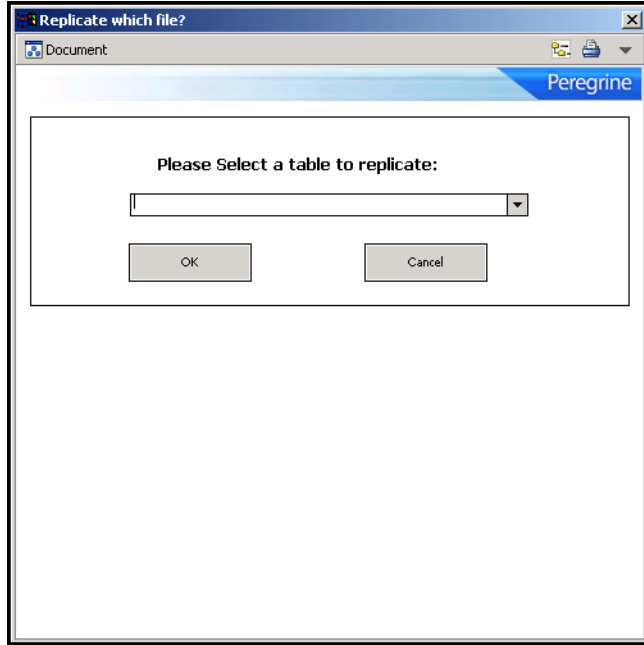 Replicate which file?
Document
Peregrine
Please Select a table to replicate:
OK
Cancel